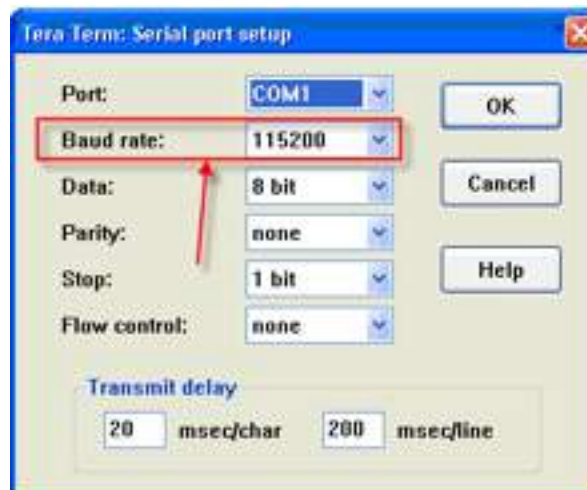 Tera Term: Serial port setup
Port: COM1 OK
Baud rate: 115200
Data: 8 bit Cancel
Parity: none
Stop: 1 bit Help
Flow control: none
Transmit delay
20 msec/char 200 msec/line